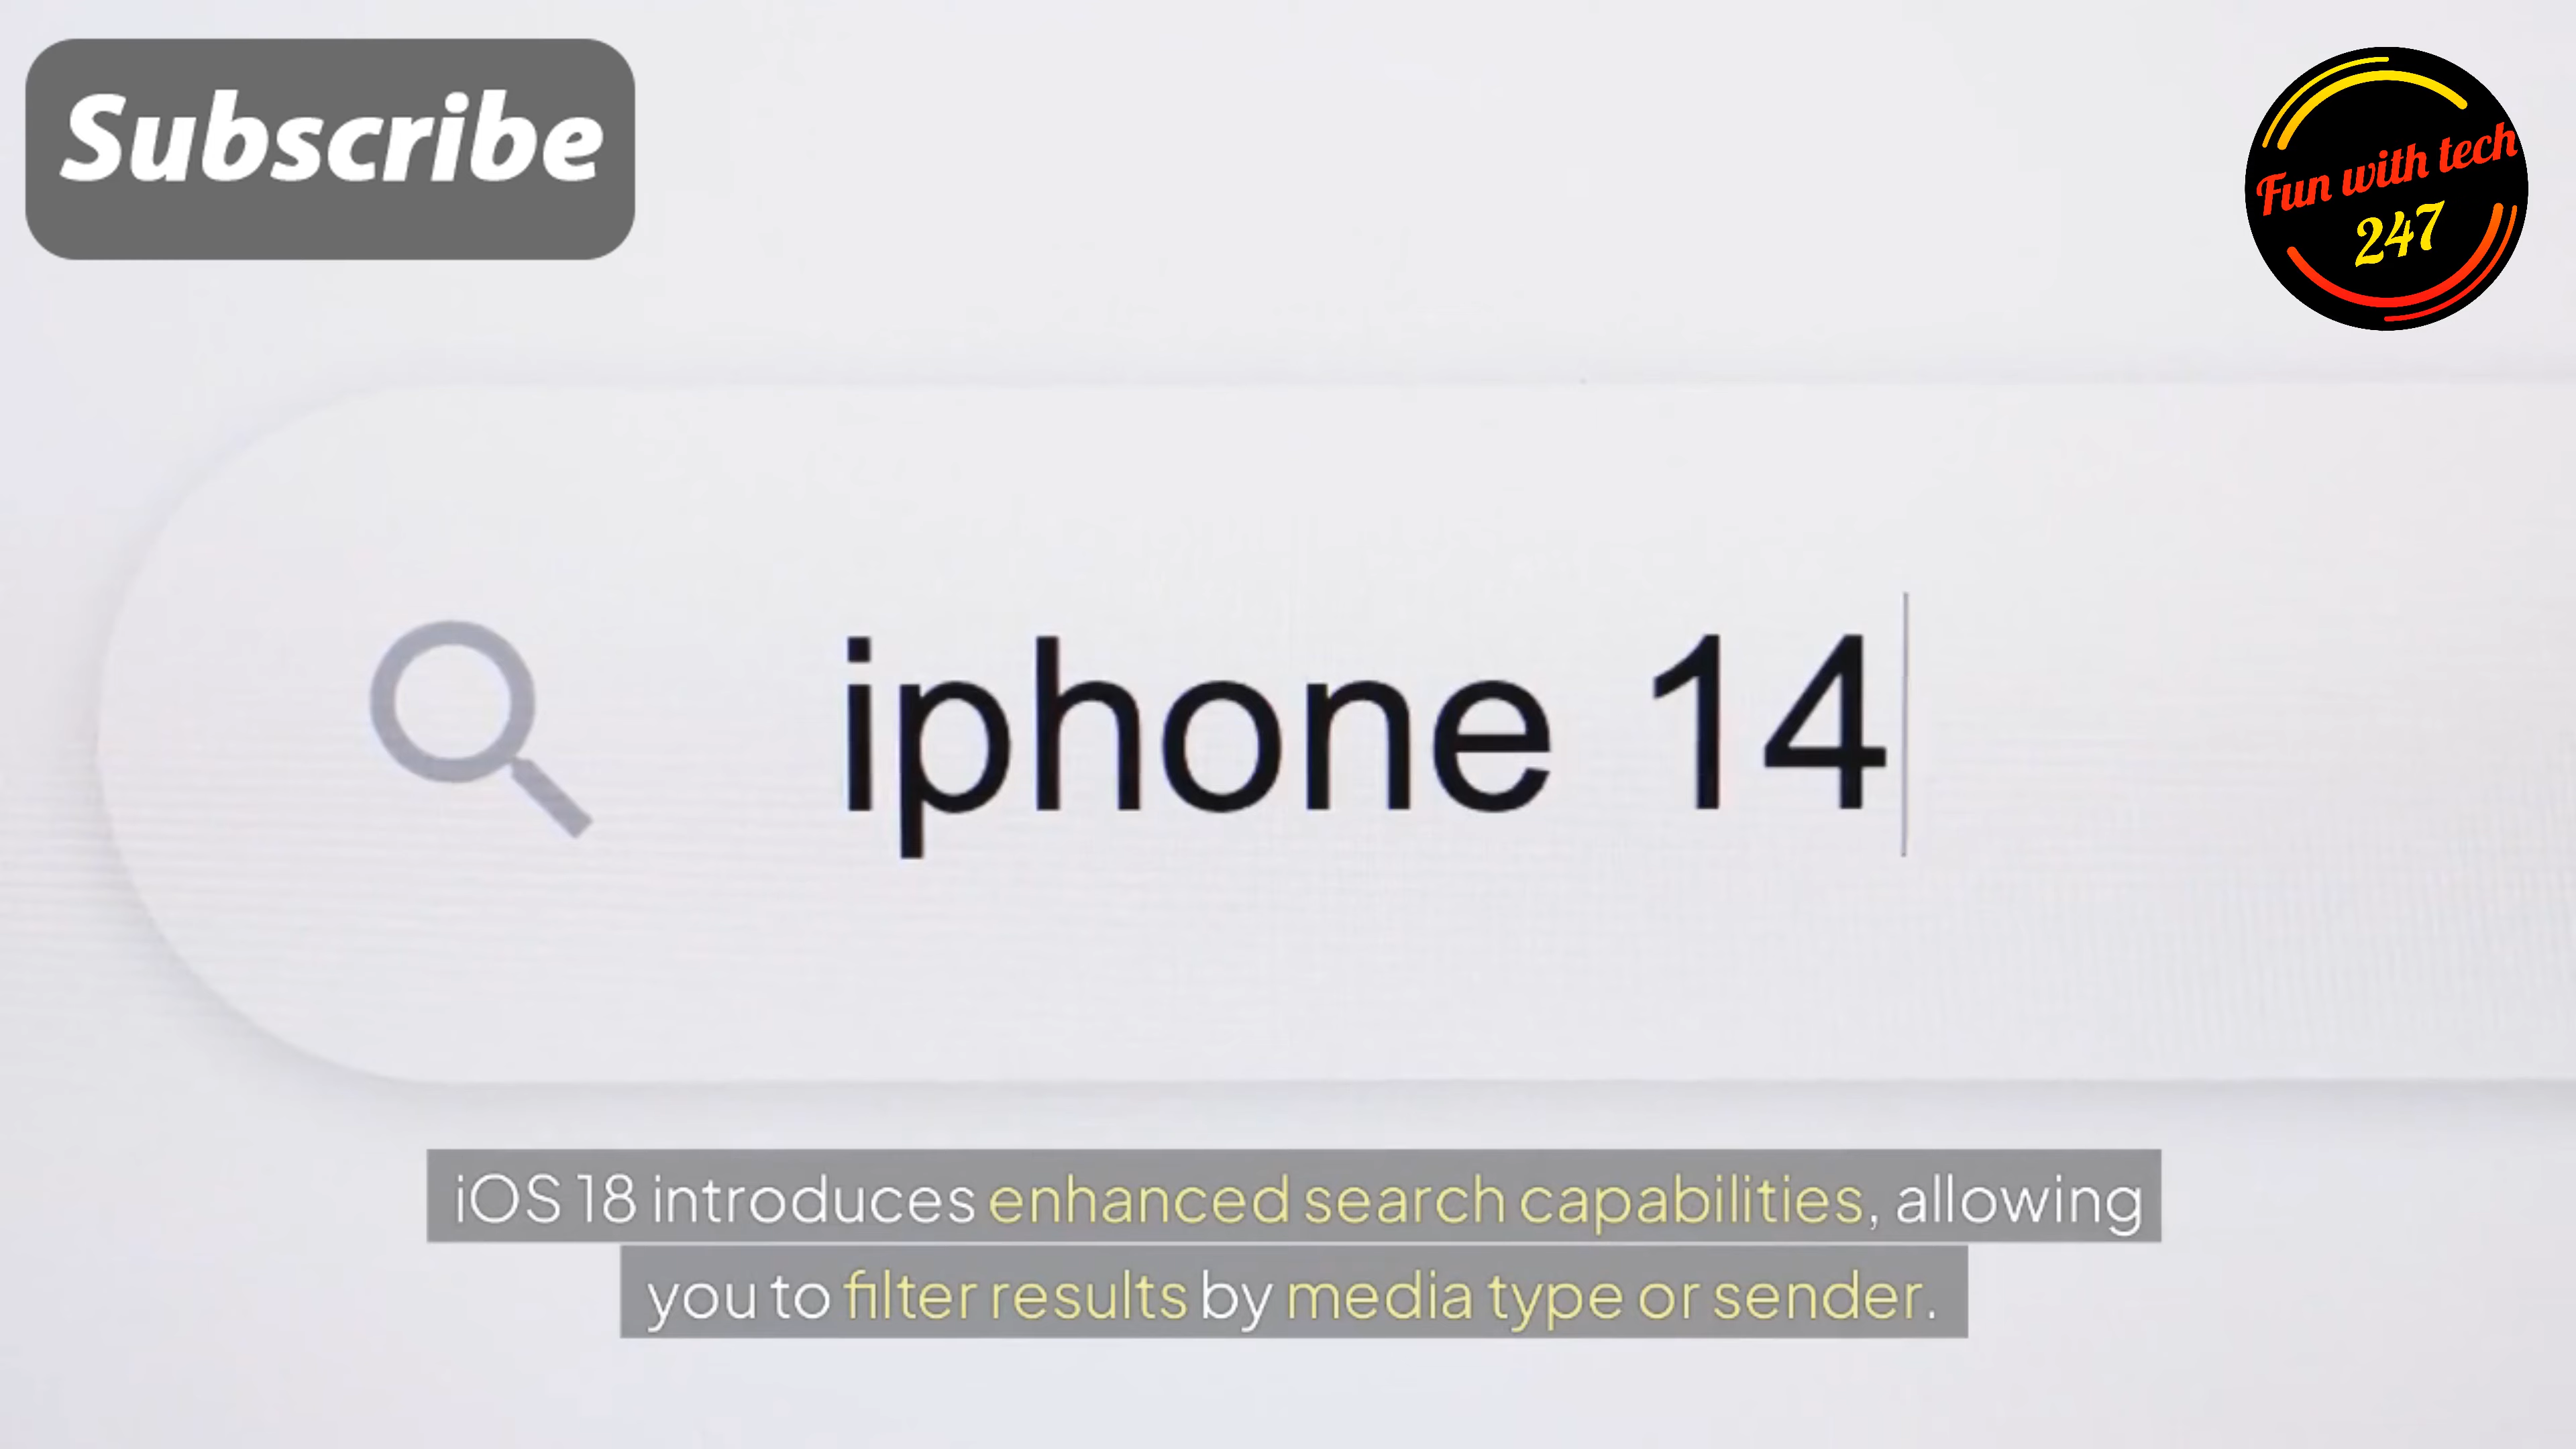 Subscribe
Fun with tech
247
iphone 14
iOS 18 introduces enhanced search capabilities, allowing
you to filter results by media type or sender.